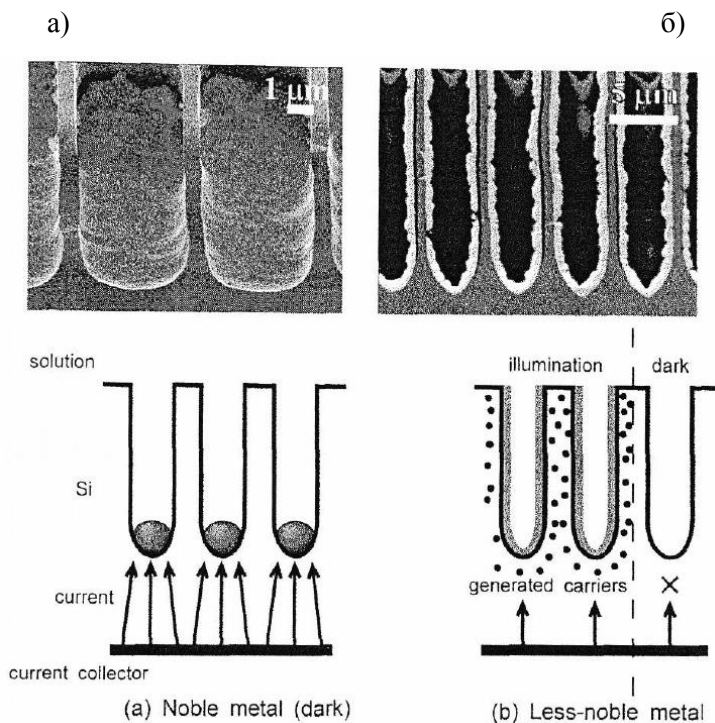 а)
б)
1 μm
5 μm
solution
Si
current
current collector
(a) Noble metal (dark)
illumination
dark
generated carriers
(b) Less-noble metal